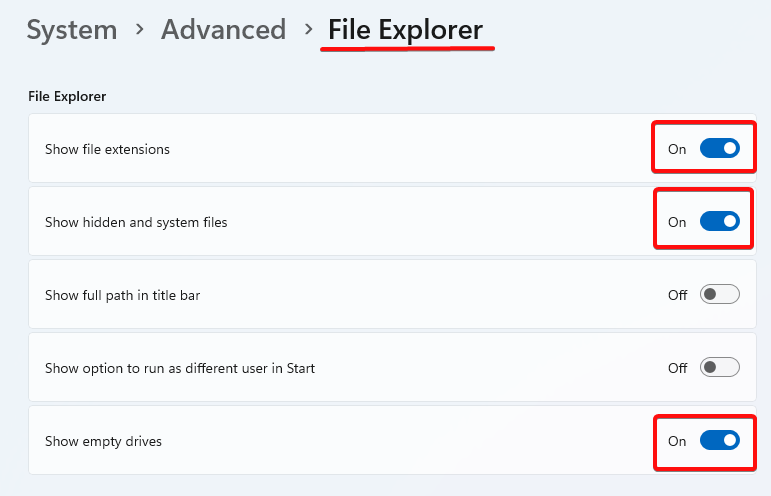 System > Advanced > File Explorer
File Explorer
Show file extensions On
Show hidden and system files On
Show full path in title bar Off
Show option to run as different user in Start Off
Show empty drives On